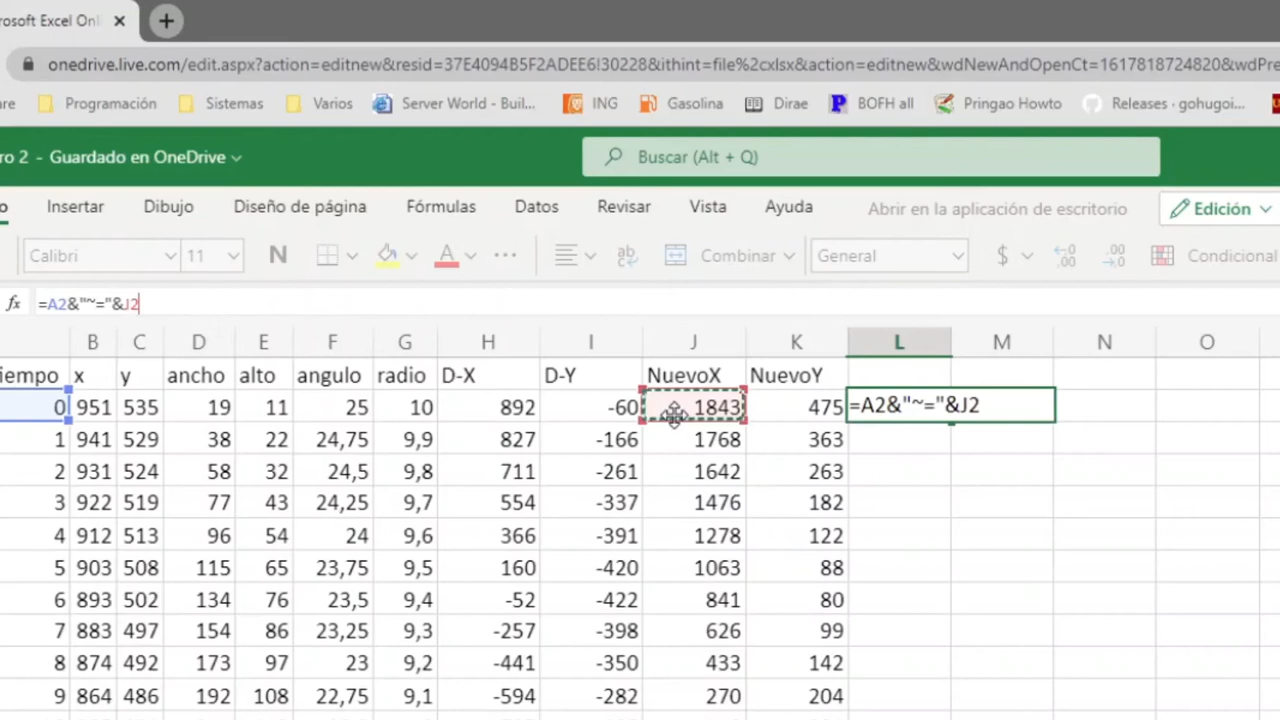 rosoft Excel Onl
onedrive.live.com/edit.aspx?action=editnew&resid=37E4094B5F2ADEE6!30228&ithint=file%2cxlsx&action=editnew&wdNewAndOpenCt=1617818724820&wdPre
re Programación Sistemas Varios Server World - Buil... ING Gasolina Dirae BOFH all Pringao Howto Releases · gohugoi...
ro 2 - Guardado en OneDrive Buscar (Alt + Q)
o Insertar Dibujo Diseño de página Fórmulas Datos Revisar Vista Ayuda Abrir en la aplicación de escritorio Edición
Calibri 11 N A ab Combinar General $ Condicional
fx =A2&"~="&J2
B C D E F G H I J K L M N O
iempo x y ancho alto angulo radio D-X D-Y NuevoX NuevoY
0 951 535 19 11 25 10 892 -60 1843 475 =A2&"~="&J2
1 941 529 38 22 24,75 9,9 827 -166 1768 363
2 931 524 58 32 24,5 9,8 711 -261 1642 263
3 922 519 77 43 24,25 9,7 554 -337 1476 182
4 912 513 96 54 24 9,6 366 -391 1278 122
5 903 508 115 65 23,75 9,5 160 -420 1063 88
6 893 502 134 76 23,5 9,4 -52 -422 841 80
7 883 497 154 86 23,25 9,3 -257 -398 626 99
8 874 492 173 97 23 9,2 -441 -350 433 142
9 864 486 192 108 22,75 9,1 -594 -282 270 204